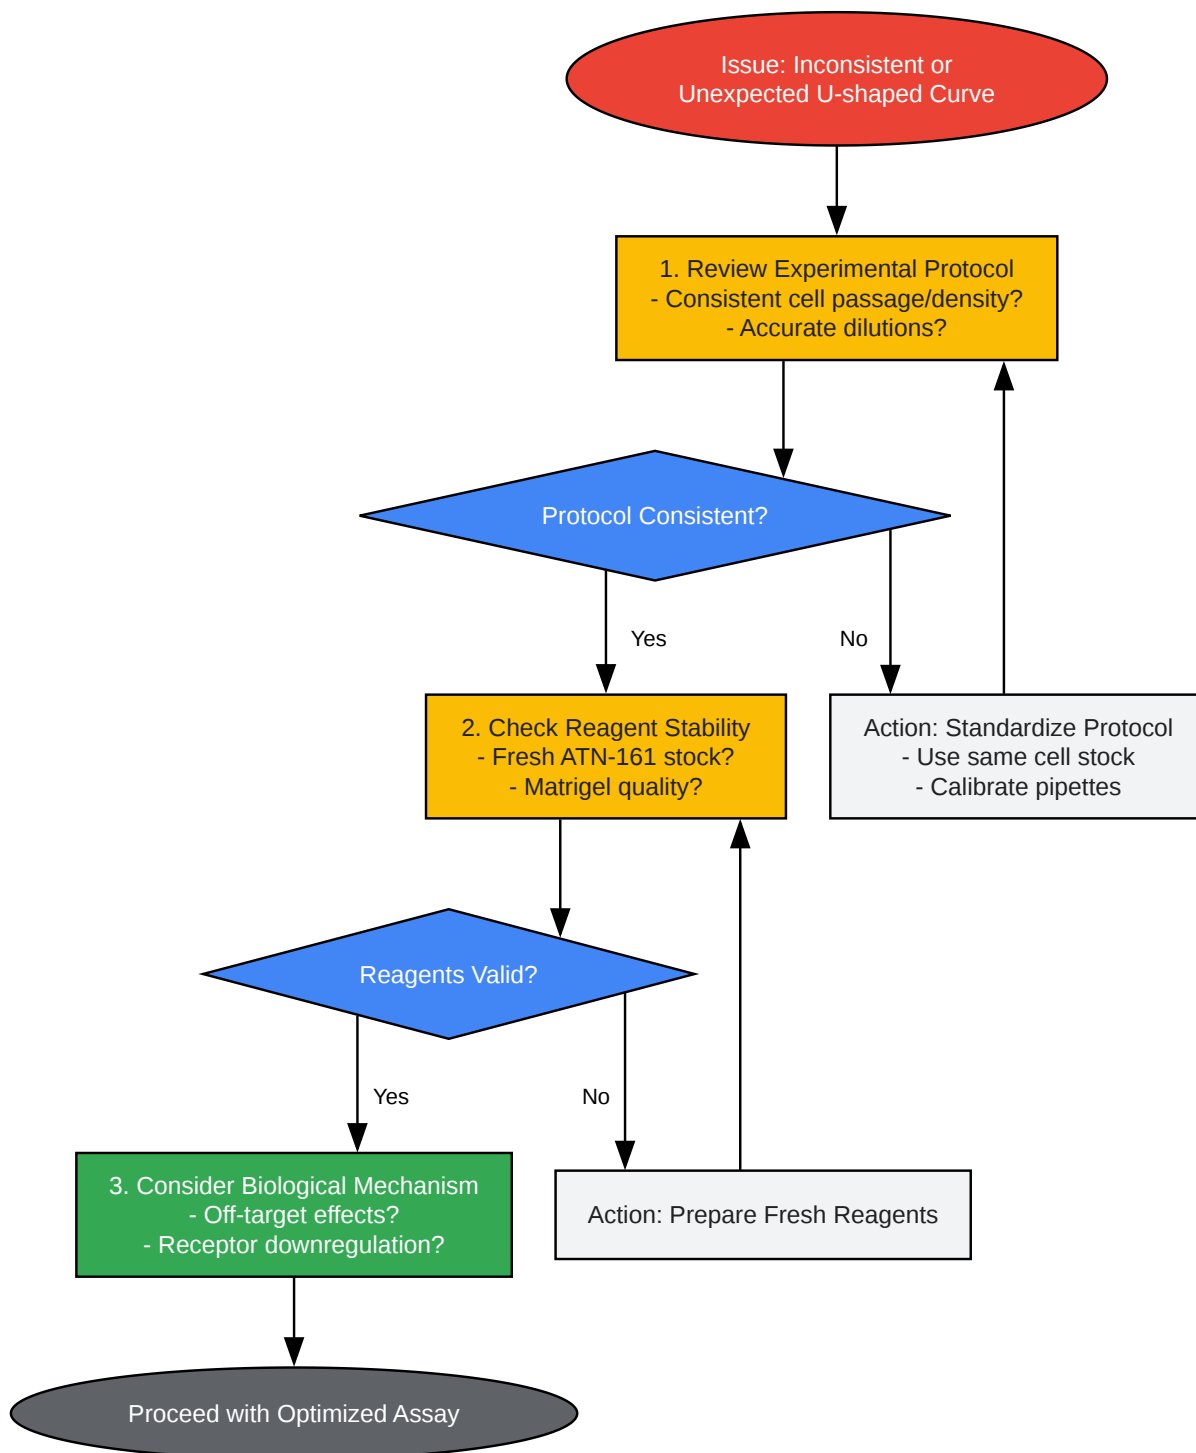 Issue: Inconsistent or
Unexpected U-shaped Curve
1. Review Experimental Protocol
- Consistent cell passage/density?
- Accurate dilutions?
Protocol Consistent?
Yes
No
2. Check Reagent Stability
- Fresh ATN-161 stock?
- Matrigel quality?
Action: Standardize Protocol
- Use same cell stock
- Calibrate pipettes
Reagents Valid?
Yes
No
3. Consider Biological Mechanism
- Off-target effects?
- Receptor downregulation?
Action: Prepare Fresh Reagents
Proceed with Optimized Assay